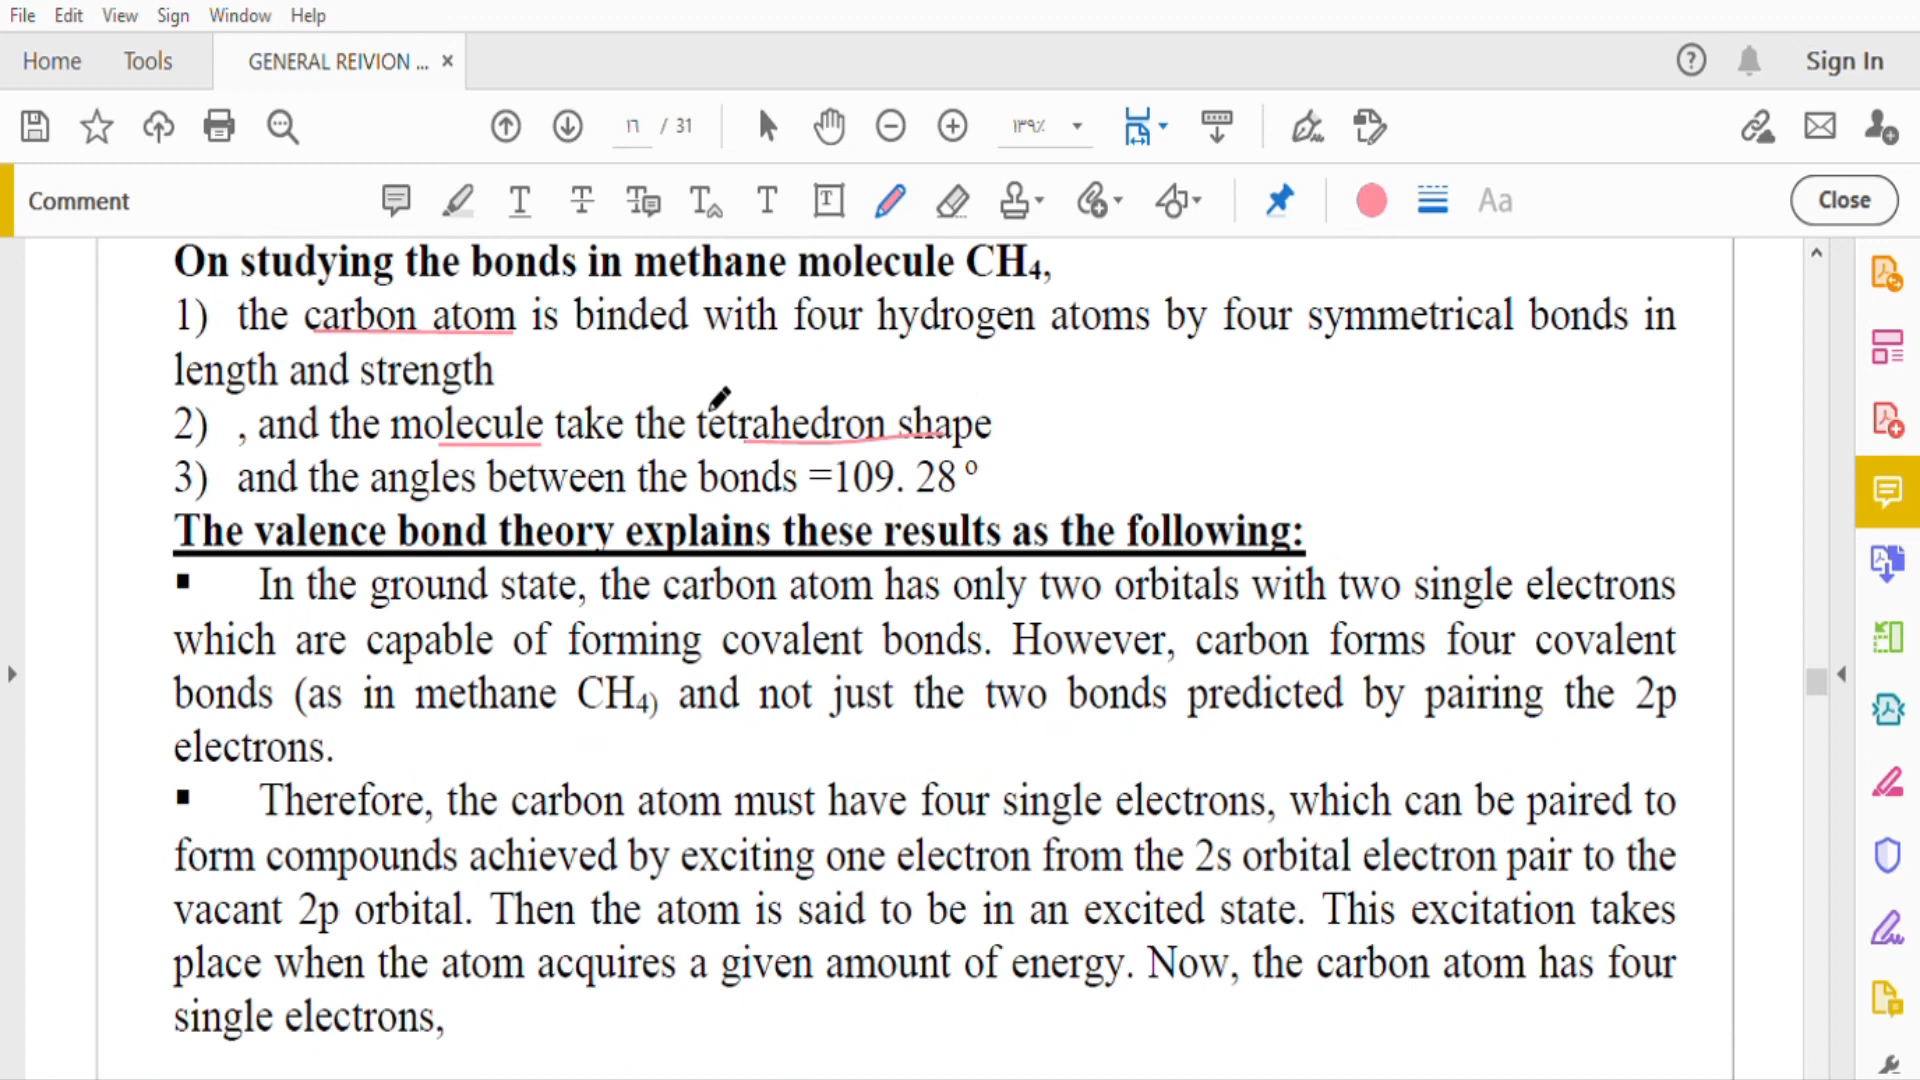 File Edit View Sign Window Help
Home Tools GENERAL REIVION ... × Sign In
١٦ / 31 ١٣٩٪
Comment Aa Close
On studying the bonds in methane molecule CH₄,
1) the carbon atom is binded with four hydrogen atoms by four symmetrical bonds in
length and strength
2) , and the molecule take the tetrahedron shape
3) and the angles between the bonds =109. 28 º
The valence bond theory explains these results as the following:
▪ In the ground state, the carbon atom has only two orbitals with two single electrons
which are capable of forming covalent bonds. However, carbon forms four covalent
bonds (as in methane CH₄₎ and not just the two bonds predicted by pairing the 2p
electrons.
▪ Therefore, the carbon atom must have four single electrons, which can be paired to
form compounds achieved by exciting one electron from the 2s orbital electron pair to the
vacant 2p orbital. Then the atom is said to be in an excited state. This excitation takes
place when the atom acquires a given amount of energy. Now, the carbon atom has four
single electrons,